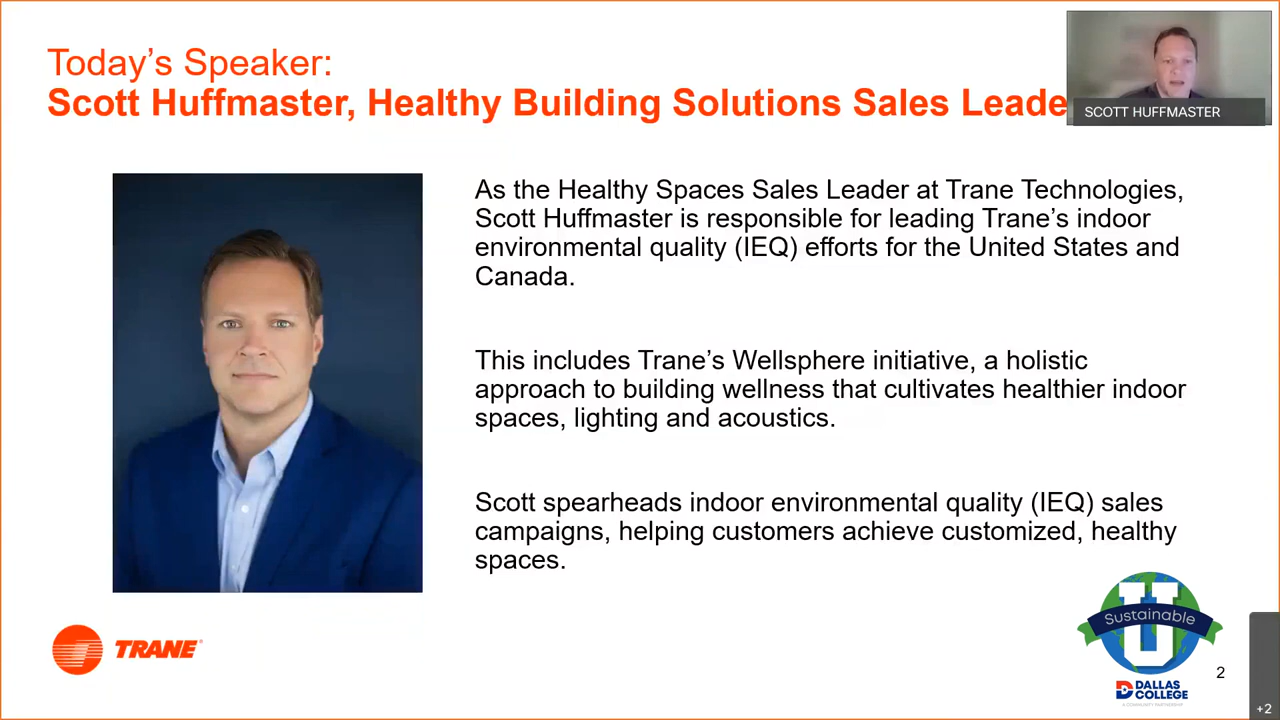 Today's Speaker:
Scott Huffmaster, Healthy Building Solutions Sales Leade
SCOTT HUFFMASTER
As the Healthy Spaces Sales Leader at Trane Technologies,
Scott Huffmaster is responsible for leading Trane's indoor
environmental quality (IEQ) efforts for the United States and
Canada.
This includes Trane's Wellsphere initiative, a holistic
approach to building wellness that cultivates healthier indoor
spaces, lighting and acoustics.
Scott spearheads indoor environmental quality (IEQ) sales
campaigns, helping customers achieve customized, healthy
spaces.
TRANE®
U
Sustainable
DALLAS
COLLEGE
A COMMUNITY PARTNERSHIP
2
+2